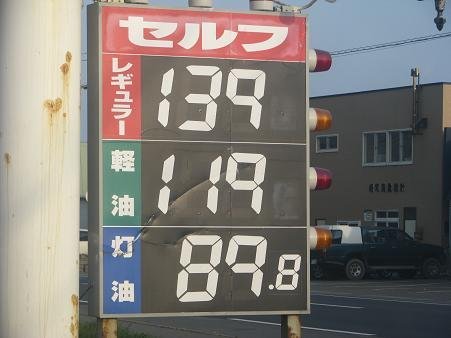 セルフ
レギュラー 139
軽油 119
灯油 89.8